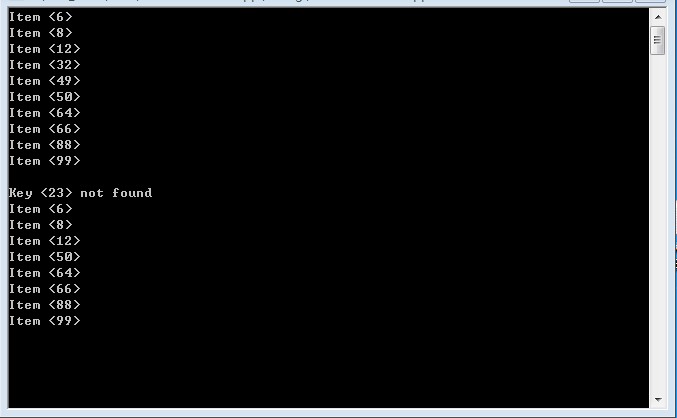 Item <6>
Item <8>
Item <12>
Item <32>
Item <49>
Item <50>
Item <64>
Item <66>
Item <88>
Item <99>
Key <23> not found
Item <6>
Item <8>
Item <12>
Item <50>
Item <64>
Item <66>
Item <88>
Item <99>